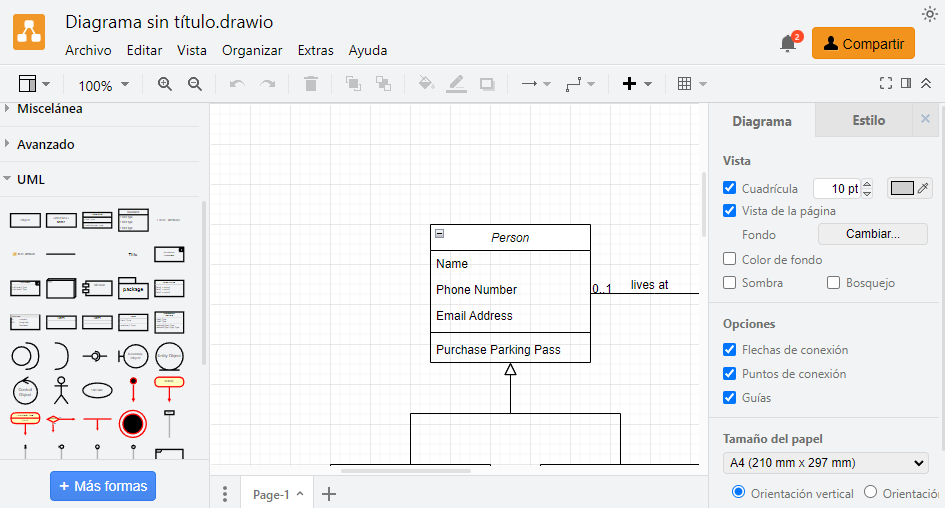 Diagrama sin título.drawio
Archivo Editar Vista Organizar Extras Ayuda
2
Compartir
100%
Miscelánea
Avanzado
UML
Title
package
+ Más formas
Person
Name
Phone Number
Email Address
Purchase Parking Pass
0..1
lives at
Page-1
Diagrama Estilo
Vista
Cuadrícula 10 pt
Vista de la página
Fondo Cambiar...
Color de fondo
Sombra Bosquejo
Opciones
Flechas de conexión
Puntos de conexión
Guías
Tamaño del papel
A4 (210 mm x 297 mm)
Orientación vertical Orientació